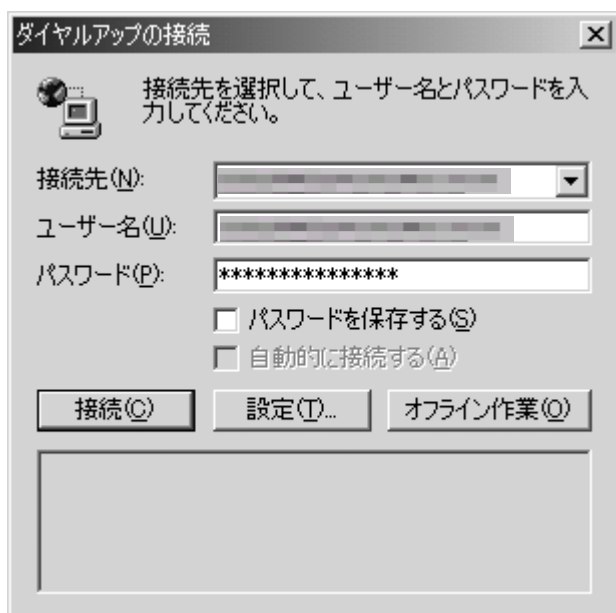 ダイヤルアップの接続
接続先を選択して、ユーザー名とパスワードを入
力してください。
接続先(N):
ユーザー名(U):
パスワード(P): ***************
パスワードを保存する(S)
自動的に接続する(A)
接続(C) 設定(T)... オフライン作業(O)